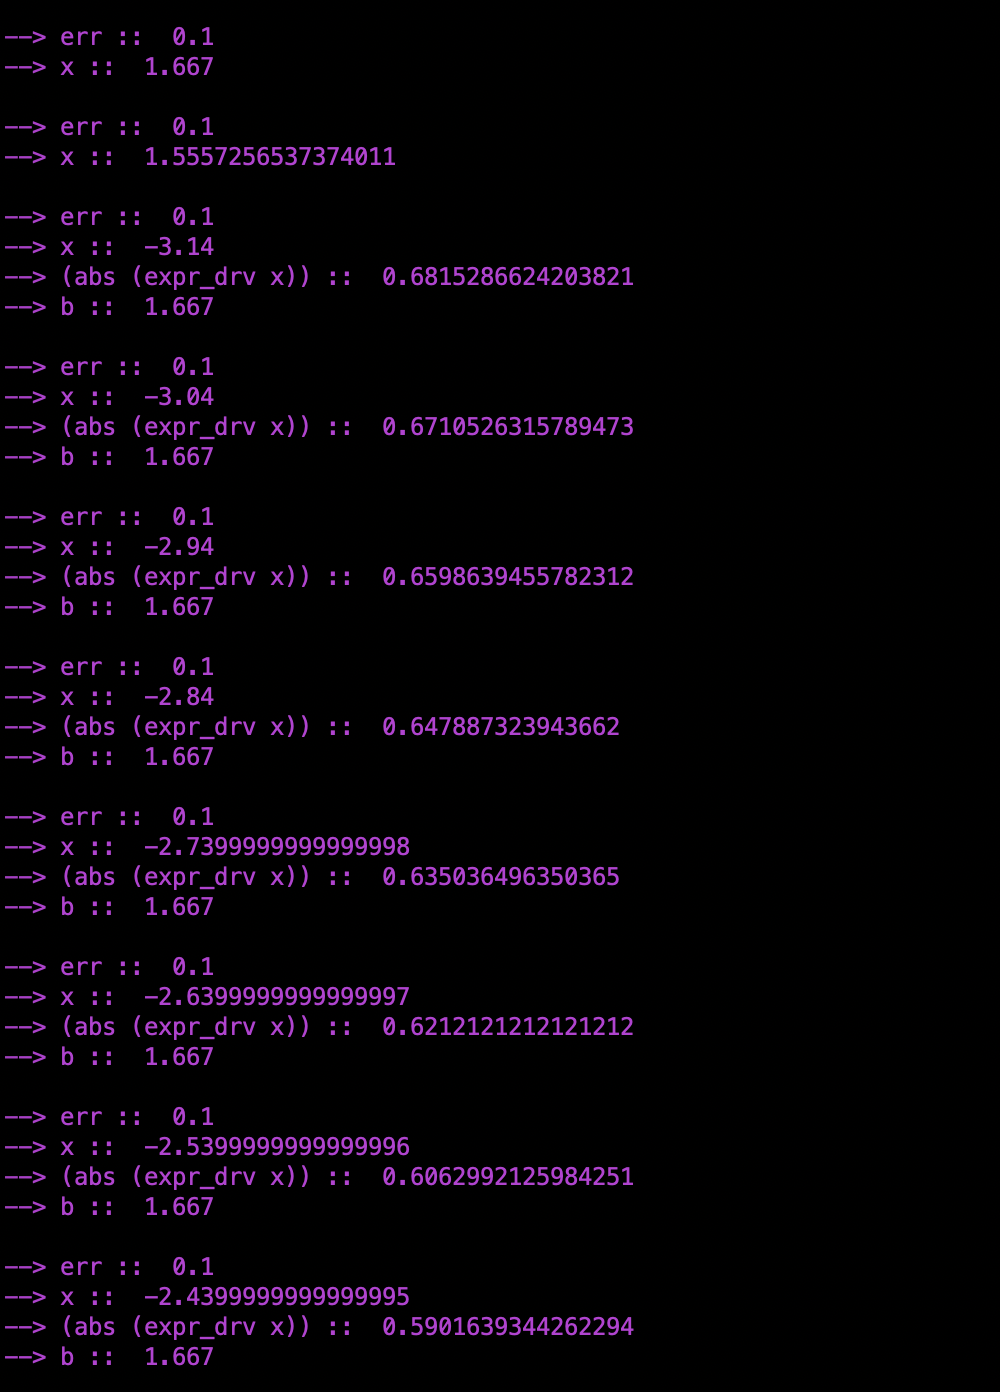 --> err ::  0.1
--> x ::  1.667
--> err ::  0.1
--> x ::  1.5557256537374011
--> err ::  0.1
--> x ::  -3.14
--> (abs (expr_drv x)) ::  0.6815286624203821
--> b ::  1.667
--> err ::  0.1
--> x ::  -3.04
--> (abs (expr_drv x)) ::  0.6710526315789473
--> b ::  1.667
--> err ::  0.1
--> x ::  -2.94
--> (abs (expr_drv x)) ::  0.6598639455782312
--> b ::  1.667
--> err ::  0.1
--> x ::  -2.84
--> (abs (expr_drv x)) ::  0.647887323943662
--> b ::  1.667
--> err ::  0.1
--> x ::  -2.7399999999999998
--> (abs (expr_drv x)) ::  0.635036496350365
--> b ::  1.667
--> err ::  0.1
--> x ::  -2.6399999999999997
--> (abs (expr_drv x)) ::  0.6212121212121212
--> b ::  1.667
--> err ::  0.1
--> x ::  -2.5399999999999996
--> (abs (expr_drv x)) ::  0.6062992125984251
--> b ::  1.667
--> err ::  0.1
--> x ::  -2.4399999999999995
--> (abs (expr_drv x)) ::  0.5901639344262294
--> b ::  1.667